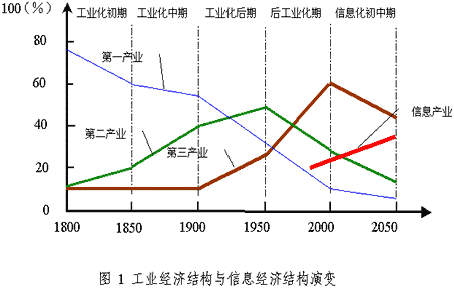 100(%)
工业化初期 工业化中期 工业化后期 后工业化期 信息化初中期
80
第一产业
60
信息产业
40
第二产业
第三产业
20
0
1800 1850 1900 1950 2000 2050
图 1 工业经济结构与信息经济结构演变